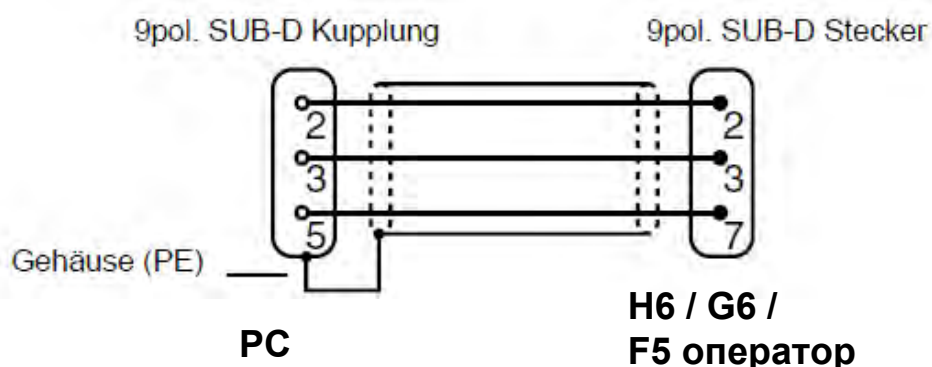 9pol. SUB-D Kupplung
9pol. SUB-D Stecker
2
2
3
3
5
7
Gehäuse (PE)
PC
H6 / G6 /
F5 оператор